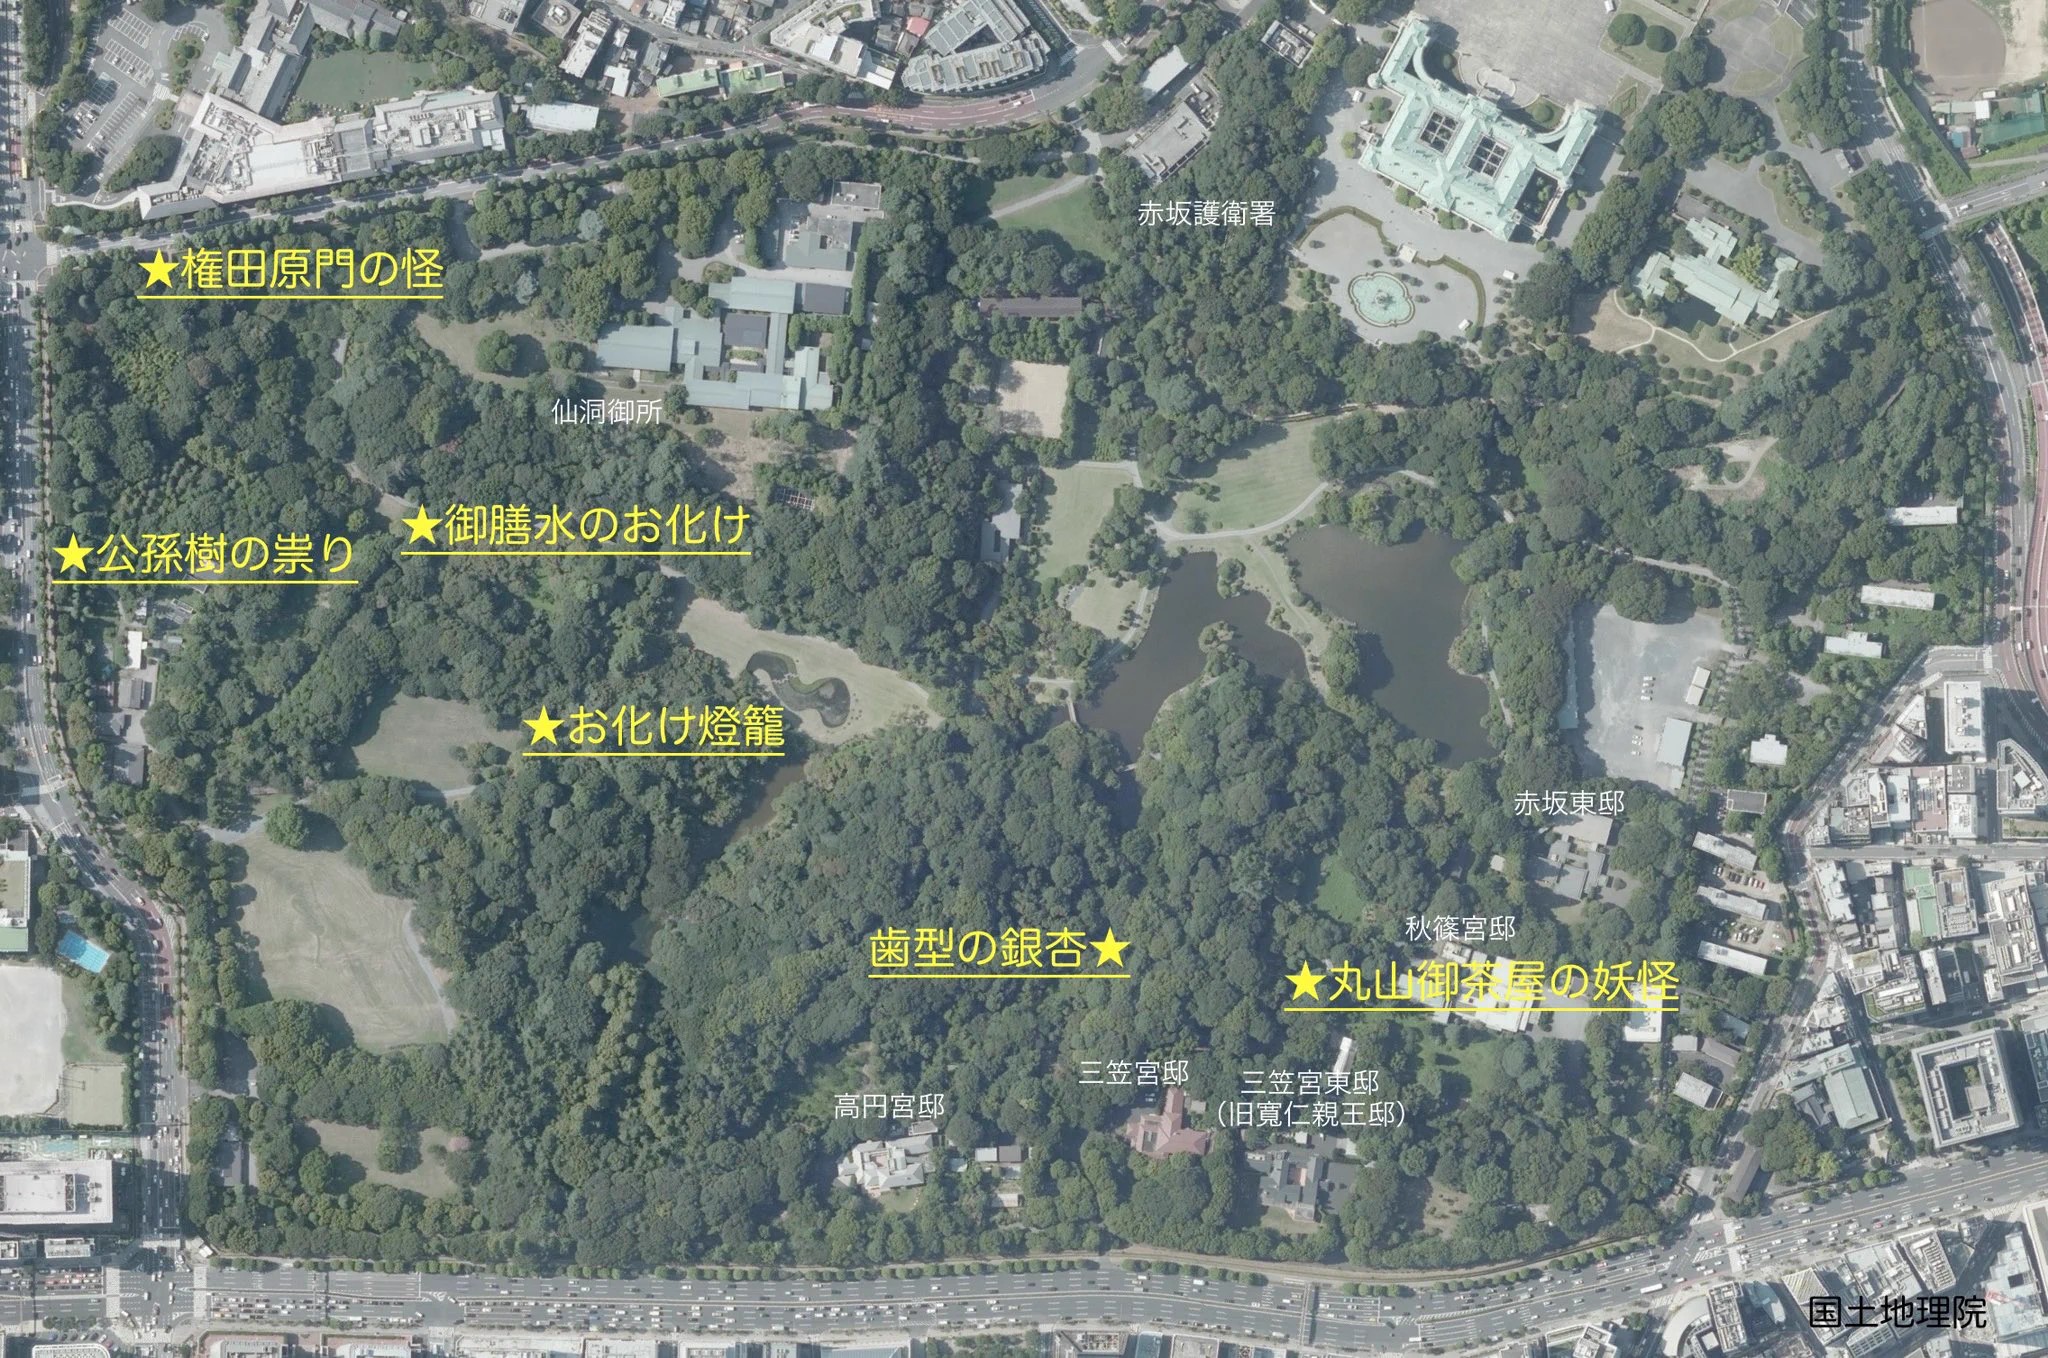 赤坂護衛署
★権田原門の怪
仙洞御所
★御膳水のお化け
★公孫樹の祟り
★お化け燈籠
赤坂東邸
秋篠宮邸
歯型の銀杏★
★丸山御茶屋の妖怪
三笠宮邸
三笠宮東邸
（旧寛仁親王邸）
高円宮邸
国土地理院